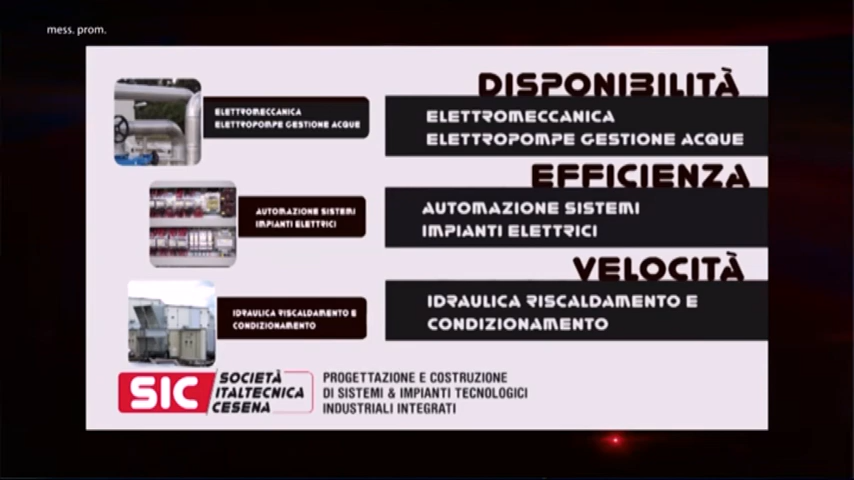 mess. prom.
DISPONIBILITÀ
ELETTROMECCANICA
ELETTROPOMPE GESTIONE ACQUE
ELETTROMECCANICA
ELETTROPOMPE GESTIONE ACQUE
EFFICIENZA
AUTOMAZIONE SISTEMI
IMPIANTI ELETTRICI
AUTOMAZIONE SISTEMI
IMPIANTI ELETTRICI
VELOCITÀ
IDRAULICA RISCALDAMENTO E
CONDIZIONAMENTO
IDRAULICA RISCALDAMENTO E
CONDIZIONAMENTO
SIC
SOCIETÀ
ITALTECNICA
CESENA
PROGETTAZIONE E COSTRUZIONE
DI SISTEMI & IMPIANTI TECNOLOGICI
INDUSTRIALI INTEGRATI